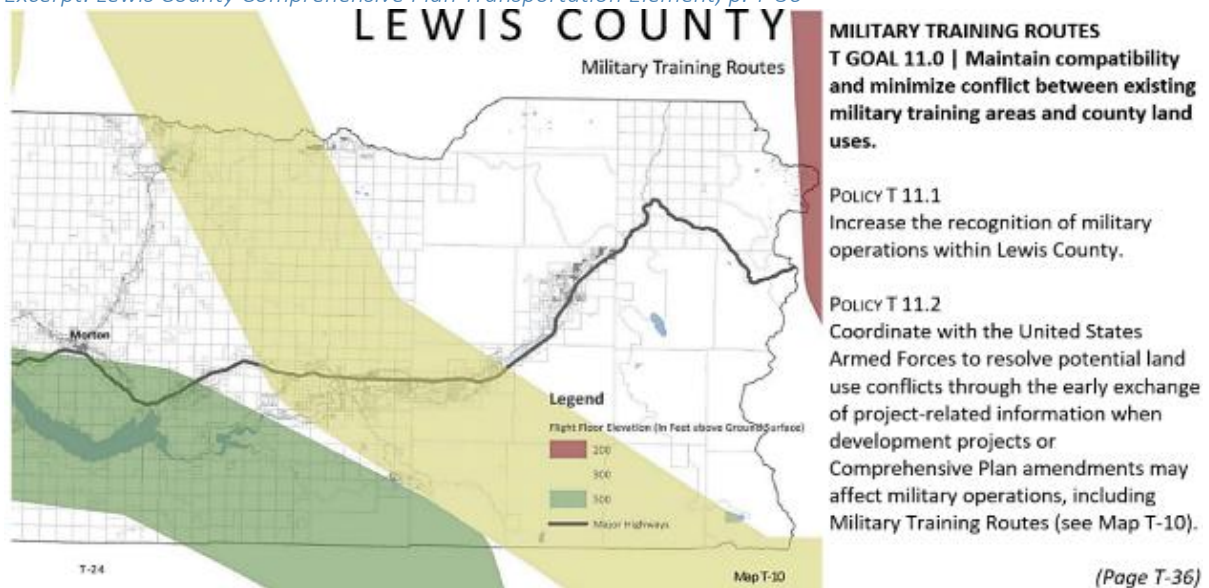 Excerpt: Lewis County Comprehensive Plan Transportation Element, p. T-36
LEWIS COUNTY
Military Training Routes
Morton
Legend
Flight Floor Elevation (In Feet above Ground Surface)
200
300
500
Major Highways
T-24
Map T-10
MILITARY TRAINING ROUTES
T GOAL 11.0 | Maintain compatibility
and minimize conflict between existing
military training areas and county land
uses.
POLICY T 11.1
Increase the recognition of military
operations within Lewis County.
POLICY T 11.2
Coordinate with the United States
Armed Forces to resolve potential land
use conflicts through the early exchange
of project-related information when
development projects or
Comprehensive Plan amendments may
affect military operations, including
Military Training Routes (see Map T-10).
(Page T-36)